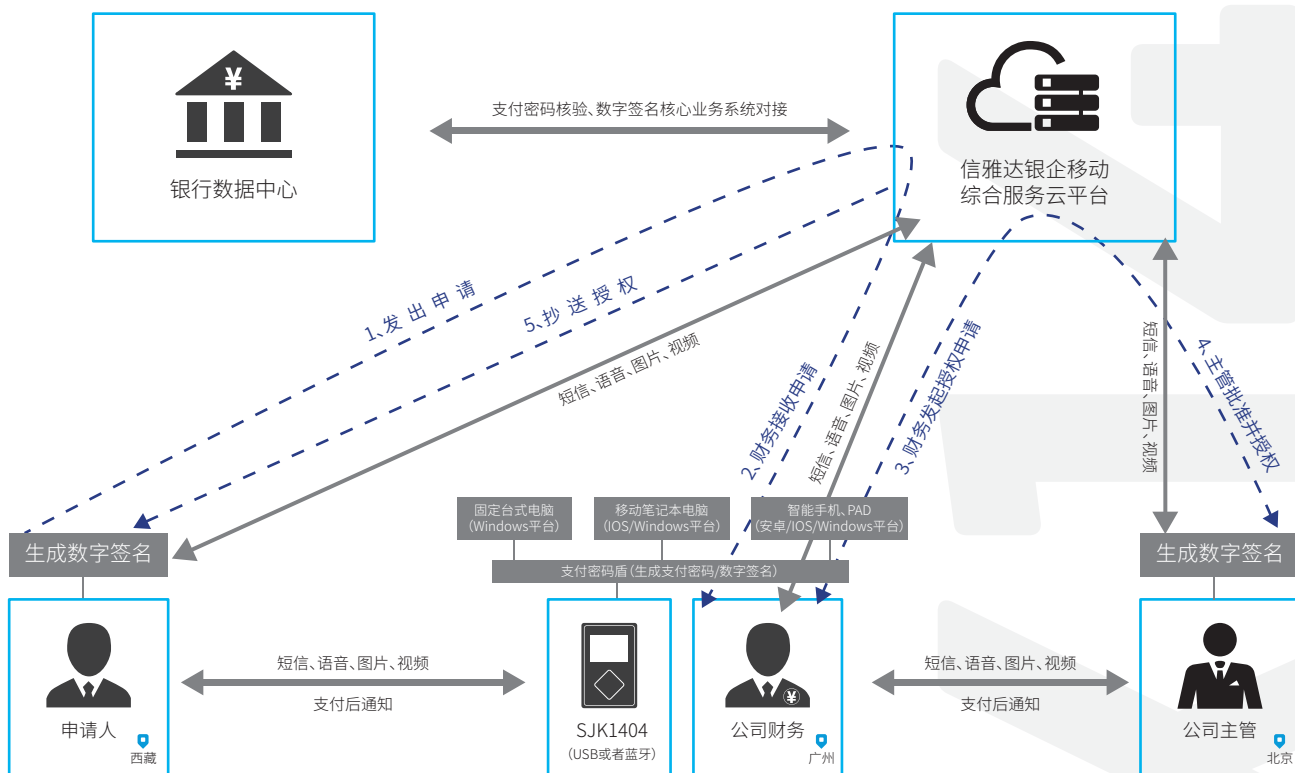 ¥
银行数据中心
支付密码核验、数字签名核心业务系统对接
信雅达银企移动
综合服务云平台
1、发出申请
5、抄送授权
短信、语音、图片、视频
2、财务接收申请
短信、语音、图片、视频
3、财务发起授权申请
短信、语音、图片、视频
4、主管批准并授权
固定台式电脑
(Windows平台)
移动笔记本电脑
(IOS/Windows平台)
智能手机、PAD
(安卓/IOS/Windows平台)
支付密码盾(生成支付密码/数字签名)
生成数字签名
生成数字签名
短信、语音、图片、视频
支付后通知
短信、语音、图片、视频
支付后通知
申请人
西藏
SJK1404
(USB或者蓝牙)
¥
公司财务
广州
公司主管
北京